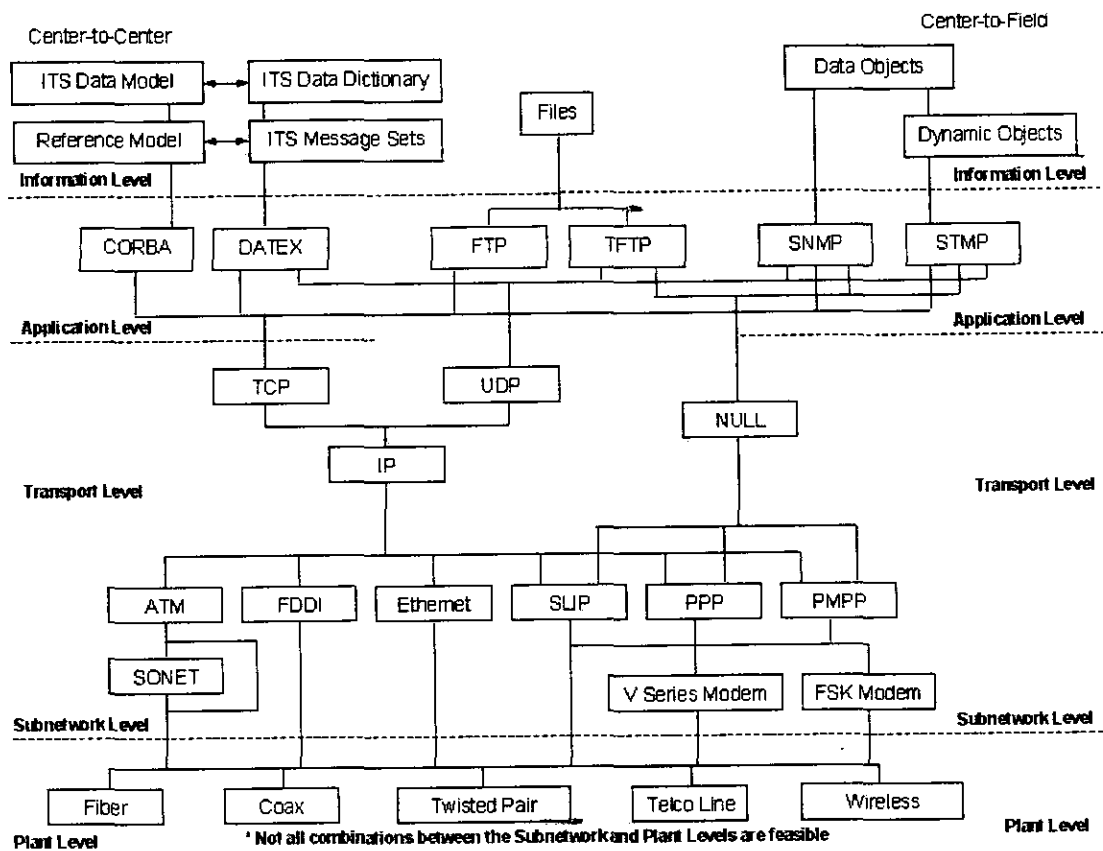 Center-to-Center
Center-to-Field
ITS Data Model
ITS Data Dictionary
Data Objects
Files
Reference Model
ITS Message Sets
Dynamic Objects
Information Level
Information Level
CORBA
DATEX
FTP
TFTP
SNMP
STMP
Application Level
Application Level
TCP
UDP
NULL
IP
Transport Level
Transport Level
ATM
FDDI
Ethernet
SLIP
PPP
PMPP
SONET
V Series Modem
FSK Modem
Subnetwork Level
Subnetwork Level
Fiber
Coax
Twisted Pair
Telco Line
Wireless
Plant Level
' Not all combinations between the Subnetwork and Plant Levels are feasible
Plant Level